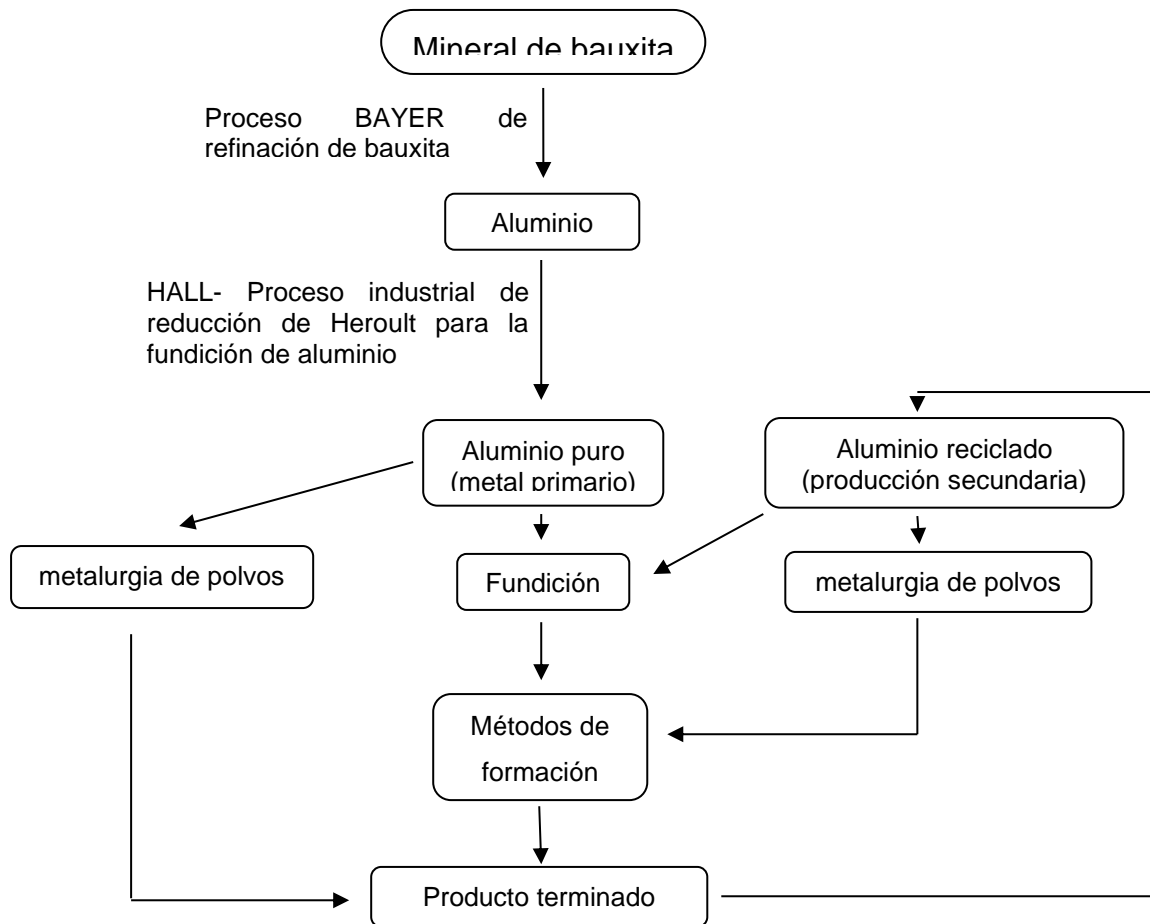 Mineral de bauxita
Proceso BAYER de
refinación de bauxita
Aluminio
HALL- Proceso industrial de
reducción de Heroult para la
fundición de aluminio
Aluminio puro
(metal primario)
Aluminio reciclado
(producción secundaria)
metalurgia de polvos
Fundición
metalurgia de polvos
Métodos de
formación
Producto terminado